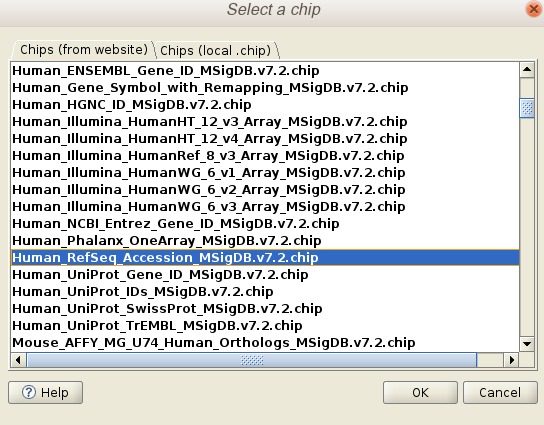 Select a chip
Chips (from website) Chips (local .chip)
Human_ENSEMBL_Gene_ID_MSigDB.v7.2.chip
Human_Gene_Symbol_with_Remapping_MSigDB.v7.2.chip
Human_HGNC_ID_MSigDB.v7.2.chip
Human_Illumina_HumanHT_12_v3_Array_MSigDB.v7.2.chip
Human_Illumina_HumanHT_12_v4_Array_MSigDB.v7.2.chip
Human_Illumina_HumanRef_8_v3_Array_MSigDB.v7.2.chip
Human_Illumina_HumanWG_6_v1_Array_MSigDB.v7.2.chip
Human_Illumina_HumanWG_6_v2_Array_MSigDB.v7.2.chip
Human_Illumina_HumanWG_6_v3_Array_MSigDB.v7.2.chip
Human_NCBI_Entrez_Gene_ID_MSigDB.v7.2.chip
Human_Phalanx_OneArray_MSigDB.v7.2.chip
Human_RefSeq_Accession_MSigDB.v7.2.chip
Human_UniProt_Gene_ID_MSigDB.v7.2.chip
Human_UniProt_IDs_MSigDB.v7.2.chip
Human_UniProt_SwissProt_MSigDB.v7.2.chip
Human_UniProt_TrEMBL_MSigDB.v7.2.chip
Mouse_AFFY_MG_U74_Human_Orthologs_MSigDB.v7.2.chip
? Help OK Cancel